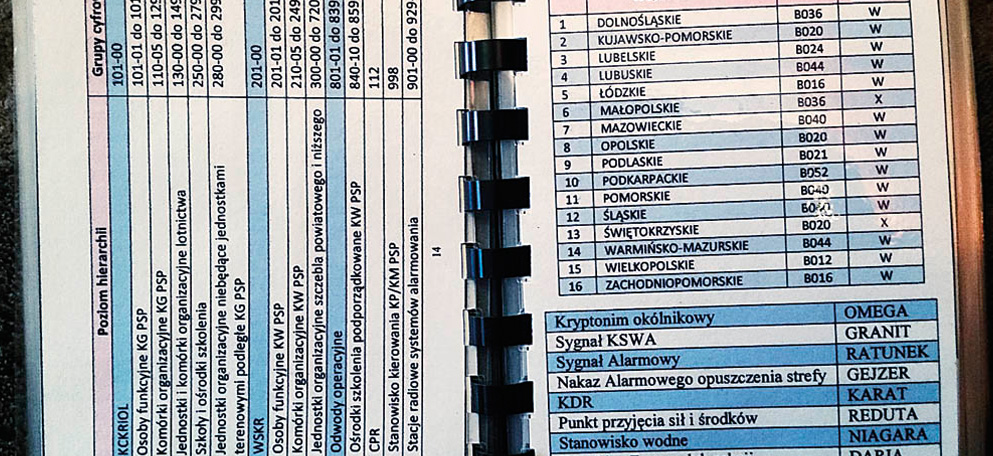 Poziom hierarchii Grupy cyfrow
KCKRIOL 101-00
Osoby funkcyjne KG PSP 101-01 do 101
Komórki organizacyjne KG PSP 110-05 do 129
Jednostki i komórki organizacyjne lotnictwa 130-00 do 149
Szkoły i ośrodki szkolenia 250-00 do 279
Jednostki organizacyjne niebędące jednostkami 280-00 do 299
terenowymi podległe KG PSP
WSKR 201-00
Osoby funkcyjne KW PSP 201-01 do 201
Komórki organizacyjne KW PSP 210-05 do 249
Jednostki organizacyjne szczebla powiatowego i niższego 300-00 do 720
Odwody operacyjne 801-01 do 839
Ośrodki szkolenia podporządkowane KW PSP 840-10 do 859
CPR 112
Stanowisko kierowania KP/KM PSP 998
Stacje radiowe systemów alarmowania 901-00 do 929
14
1 DOLNOŚLĄSKIE B036 W
2 KUJAWSKO-POMORSKIE B020 W
3 LUBELSKIE B024 W
4 LUBUSKIE B044 W
5 ŁÓDZKIE B016 W
6 MAŁOPOLSKIE B036 X
7 MAZOWIECKIE B040 W
8 OPOLSKIE B020 W
9 PODLASKIE B021 W
10 PODKARPACKIE B052 W
11 POMORSKIE B040 W
12 ŚLĄSKIE W
13 ŚWIĘTOKRZYSKIE B020 X
14 WARMIŃSKO-MAZURSKIE B044 W
15 WIELKOPOLSKIE B012 W
16 ZACHODNIOPOMORSKIE B016 W
Kryptonim okólnikowy OMEGA
Sygnał KSWA GRANIT
Sygnał Alarmowy RATUNEK
Nakaz Alarmowego opuszczenia strefy GEJZER
KDR KARAT
Punkt przyjęcia sił i środków REDUTA
Stanowisko wodne NIAGARA
DARIA